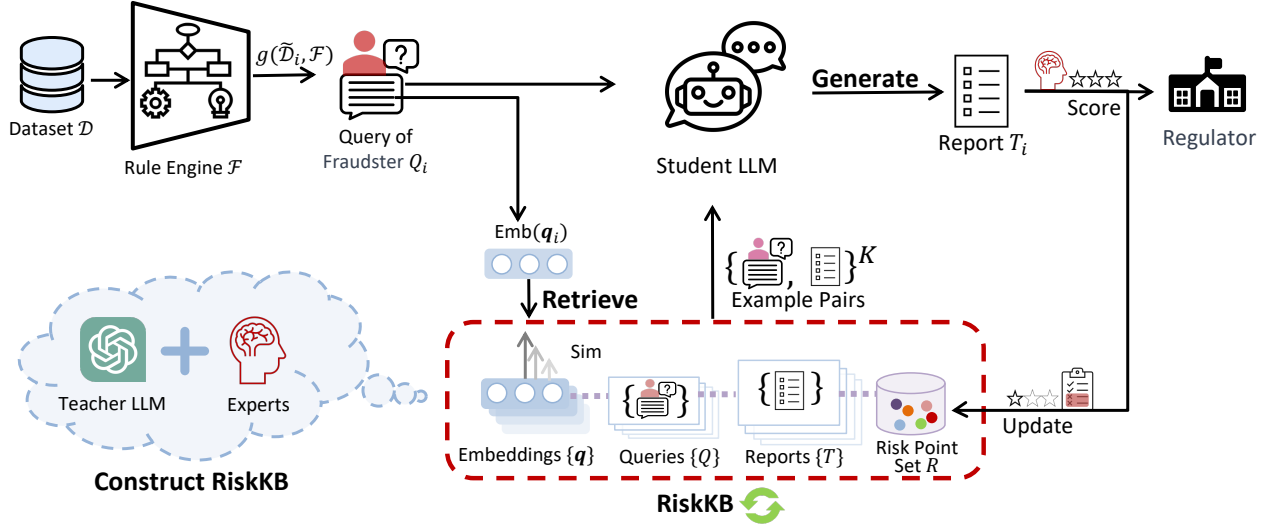 Dataset 𝒟
Rule Engine ℱ
g(𝒟̃ᵢ, ℱ)
?
Query of
Fraudster Qᵢ
Student LLM
Generate
Report Tᵢ
Score
Regulator
Emb(𝒒ᵢ)
Retrieve
{ ? , }ᴷ
Example Pairs
Sim
{ ? }
{ }
Embeddings {𝒒}
Queries {Q}
Reports {T}
Risk Point
Set R
Update
RiskKB
Teacher LLM
+
Experts
Construct RiskKB